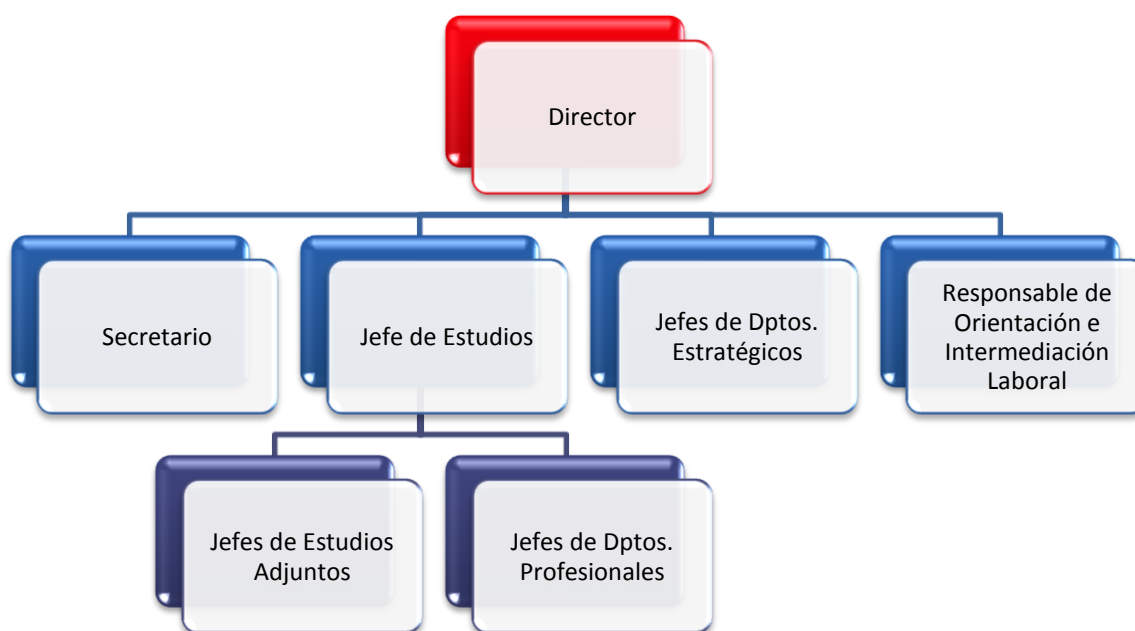 Director
Secretario
Jefe de Estudios
Jefes de Dptos.
Estratégicos
Responsable de
Orientación e
Intermediación
Laboral
Jefes de Estudios
Adjuntos
Jefes de Dptos.
Profesionales